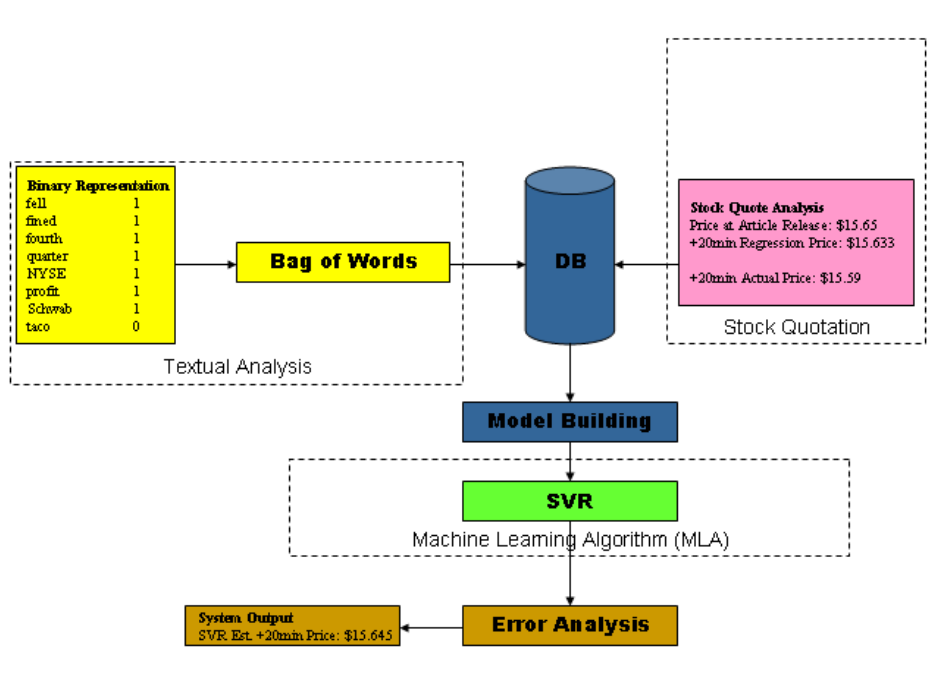 Binary Representation
fell 1
fined 1
fourth 1
quarter 1
NYSE 1
profit 1
Schwab 1
taco 0
Bag of Words
Textual Analysis
DB
Stock Quote Analysis
Price at Article Release: $15.65
+20min Regression Price: $15.633
+20min Actual Price: $15.59
Stock Quotation
Model Building
SVR
Machine Learning Algorithm (MLA)
Error Analysis
System Output
SVR Est. +20min Price: $15.645